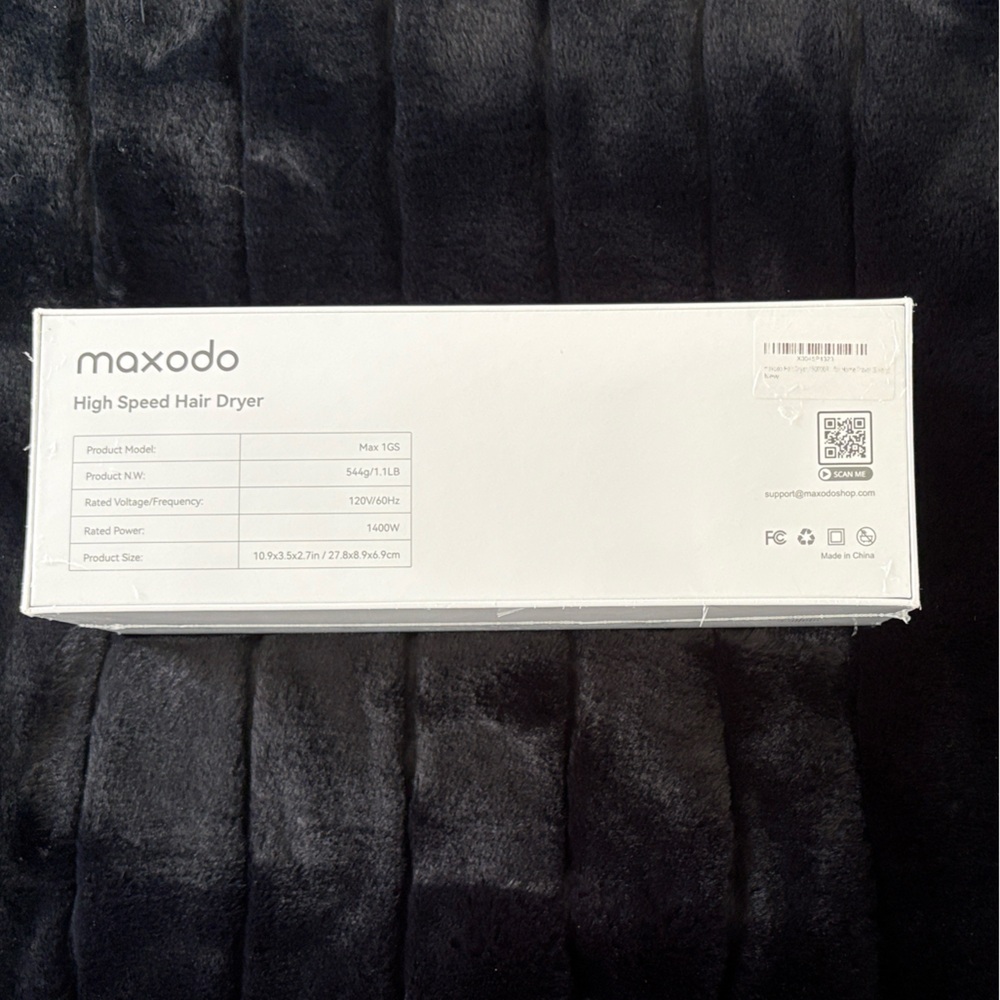 maxodo
High Speed Hair Dryer
Product Model: Max 1GS
Product N.W: 544g/1.1LB
Rated Voltage/Frequency: 120V/60Hz
Rated Power: 1400W
Product Size: 10.9x3.5x2.7in / 27.8x8.9x6.9cm
SCAN ME
support@maxodoshop.com
FC
Made in China